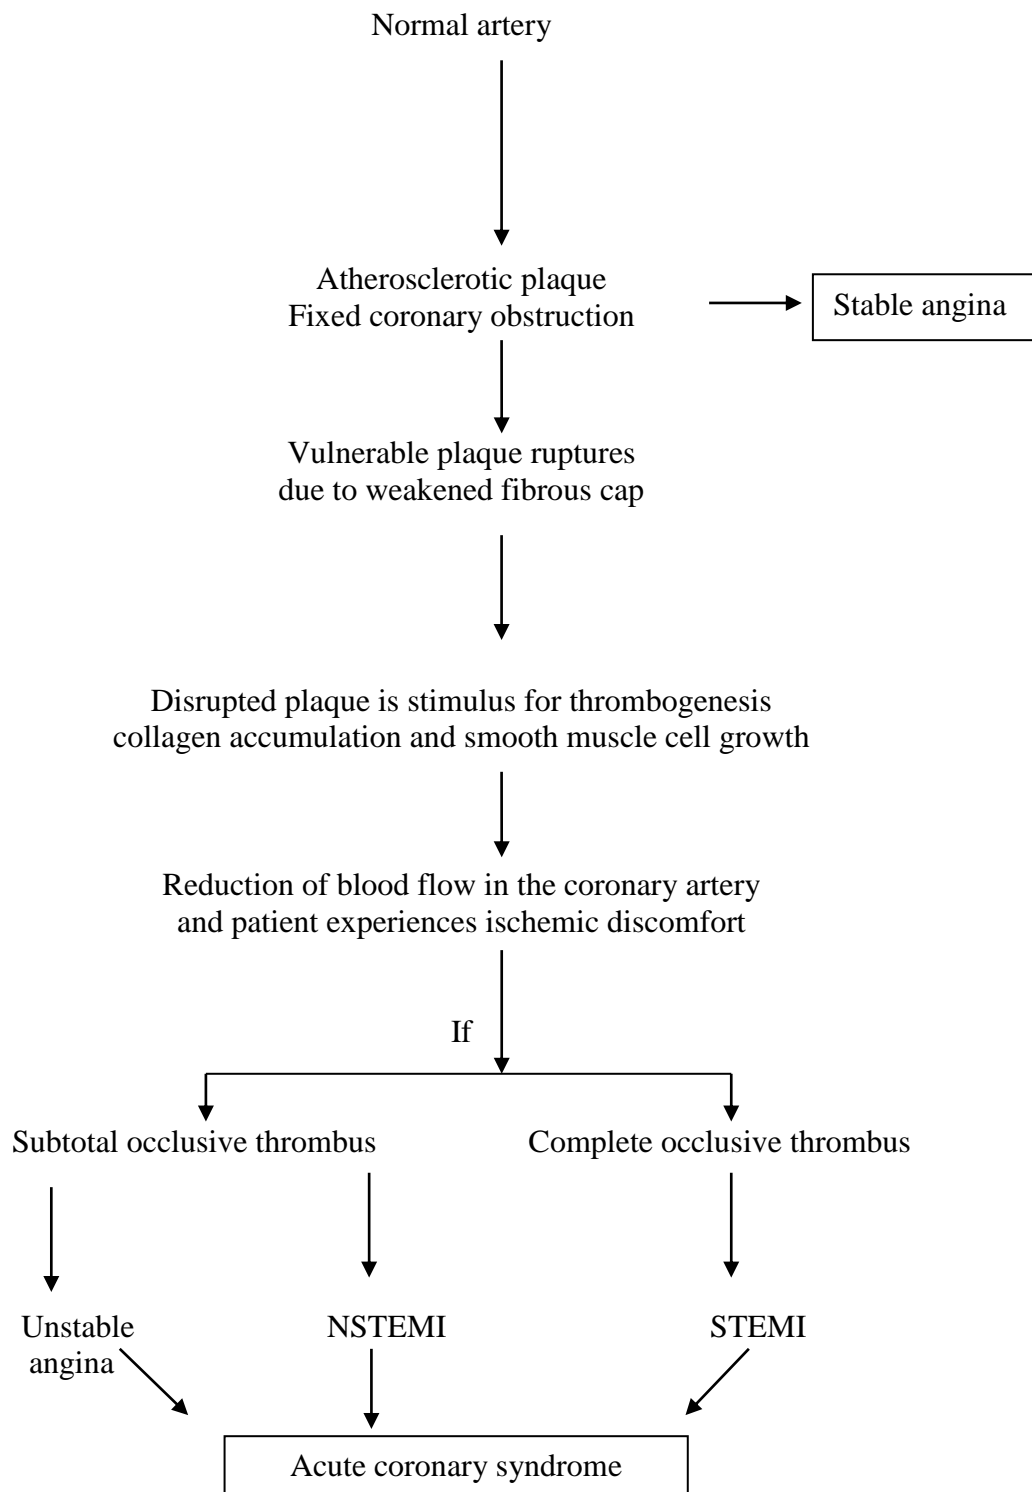 Normal artery
Atherosclerotic plaque
Fixed coronary obstruction
Stable angina
Vulnerable plaque ruptures
due to weakened fibrous cap
Disrupted plaque is stimulus for thrombogenesis
collagen accumulation and smooth muscle cell growth
Reduction of blood flow in the coronary artery
and patient experiences ischemic discomfort
If
Subtotal occlusive thrombus
Complete occlusive thrombus
Unstable
angina
NSTEMI
STEMI
Acute coronary syndrome